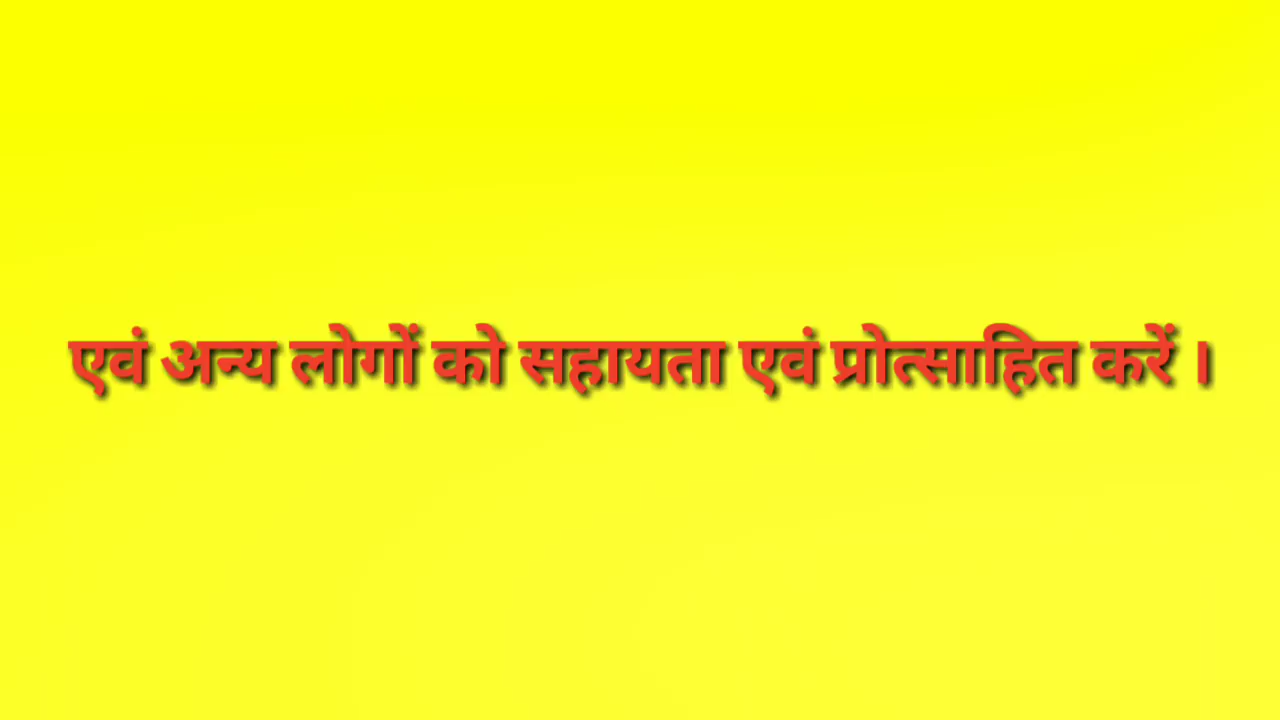 एवं अन्य लोगों को सहायता एवं प्रोत्साहित करें ।